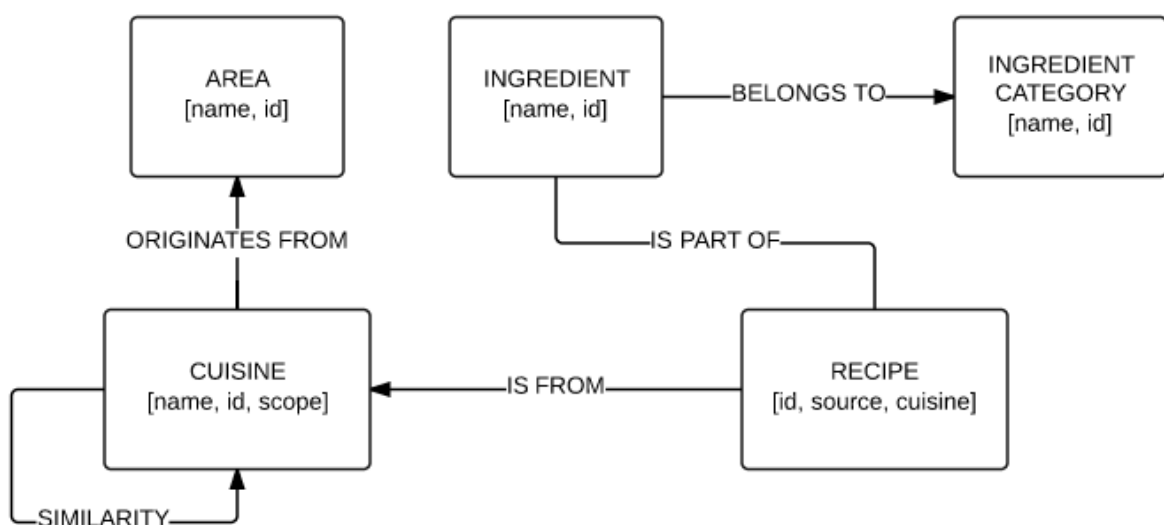 AREA
[name, id]
INGREDIENT
[name, id]
BELONGS TO
INGREDIENT
CATEGORY
[name, id]
ORIGINATES FROM
IS PART OF
CUISINE
[name, id, scope]
IS FROM
RECIPE
[id, source, cuisine]
SIMILARITY